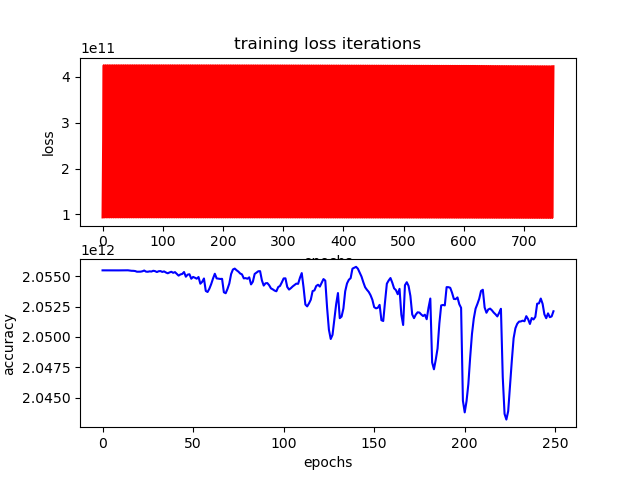 training loss iterations
1e11
4
3
2
1
loss
0 100 200 300 400 500 600 700
epochs
1e12
2.0550
2.0525
2.0500
2.0475
2.0450
accuracy
0 50 100 150 200 250
epochs